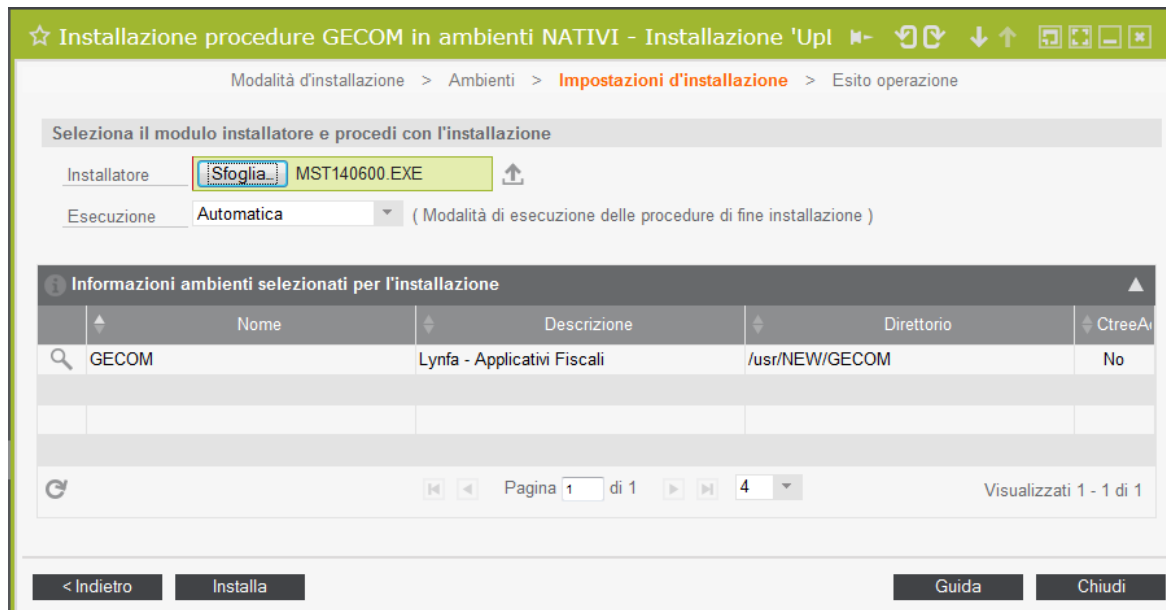 Installazione procedure GECOM in ambienti NATIVI - Installazione 'Upl
Modalità d'installazione > Ambienti > Impostazioni d'installazione > Esito operazione
Seleziona il modulo installatore e procedi con l'installazione
Installatore Sfoglia... MST140600.EXE
Esecuzione Automatica ( Modalità di esecuzione delle procedure di fine installazione )
Informazioni ambienti selezionati per l'installazione
Nome Descrizione Direttorio CtreeA
GECOM Lynfa - Applicativi Fiscali /usr/NEW/GECOM No
Pagina 1 di 1 4 Visualizzati 1 - 1 di 1
< Indietro Installa Guida Chiudi